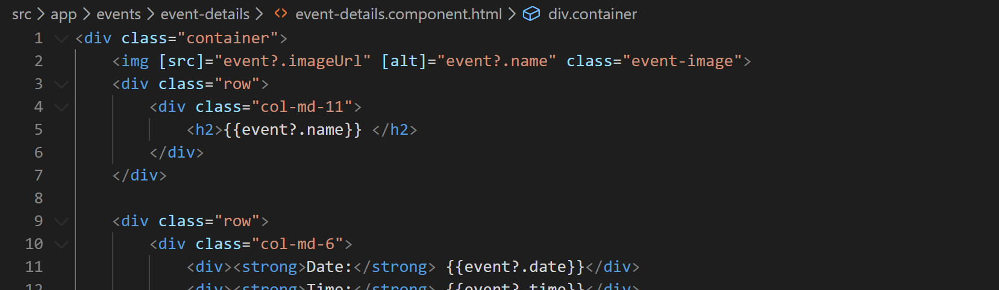 src > app > events > event-details > <> event-details.component.html > div.container
1 <div class="container">
2 <img [src]="event?.imageUrl" [alt]="event?.name" class="event-image">
3 <div class="row">
4 <div class="col-md-11">
5 <h2>{{event?.name}} </h2>
6 </div>
7 </div>
8
9 <div class="row">
10 <div class="col-md-6">
11 <div><strong>Date:</strong> {{event?.date}}</div>
12 <div><strong>Time:</strong> {{event?.time}}</div>